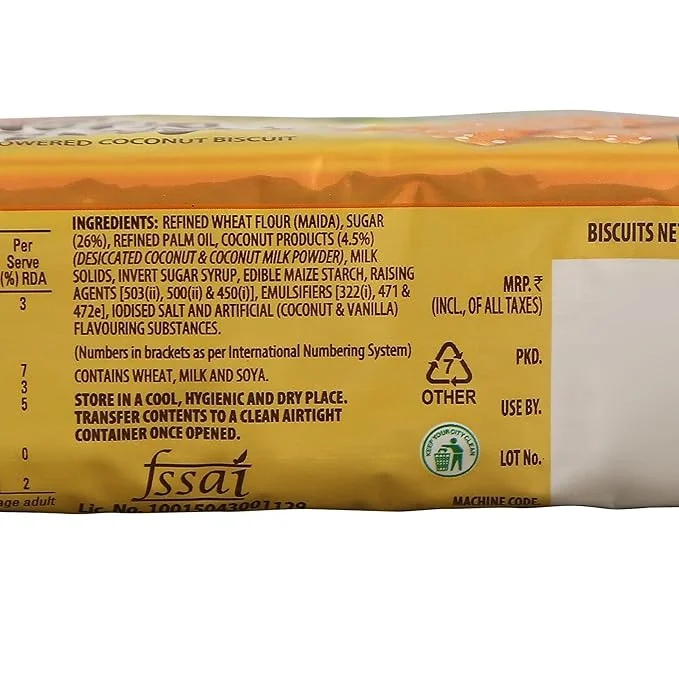 COCONUT BISCUIT
INGREDIENTS: REFINED WHEAT FLOUR (MAIDA), SUGAR
(26%), REFINED PALM OIL, COCONUT PRODUCTS (4.5%)
(DESICCATED COCONUT & COCONUT MILK POWDER), MILK
SOLIDS, INVERT SUGAR SYRUP, EDIBLE MAIZE STARCH, RAISING
AGENTS [503(ii), 500(ii) & 450(i)], EMULSIFIERS [322(i), 471 &
472e], IODISED SALT AND ARTIFICIAL (COCONUT & VANILLA)
FLAVOURING SUBSTANCES.
(Numbers in brackets as per International Numbering System)
CONTAINS WHEAT, MILK AND SOYA.
STORE IN A COOL, HYGIENIC AND DRY PLACE.
TRANSFER CONTENTS TO A CLEAN AIRTIGHT
CONTAINER ONCE OPENED.
fssai
Lic. No. 10015043001129
Per
Serve
(%) RDA
3
7
3
5
0
2
adult
7
OTHER
KEEP YOUR CITY CLEAN
BISCUITS
MRP. ₹
(INCL., OF ALL TAXES)
PKD.
USE BY.
LOT No.
MACHINE CODE.